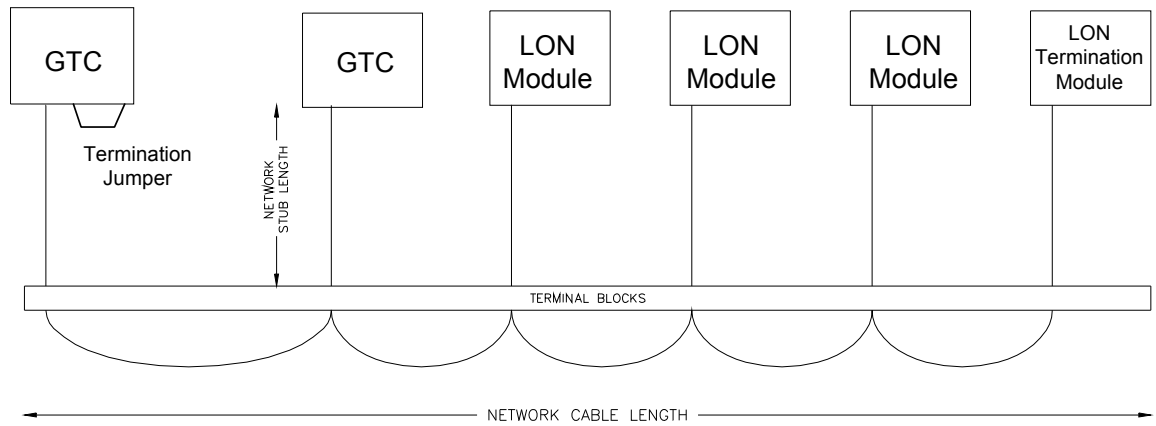 GTC
GTC
LON
Module
LON
Module
LON
Module
LON
Termination
Module
Termination
Jumper
NETWORK
STUB LENGTH
TERMINAL BLOCKS
NETWORK CABLE LENGTH